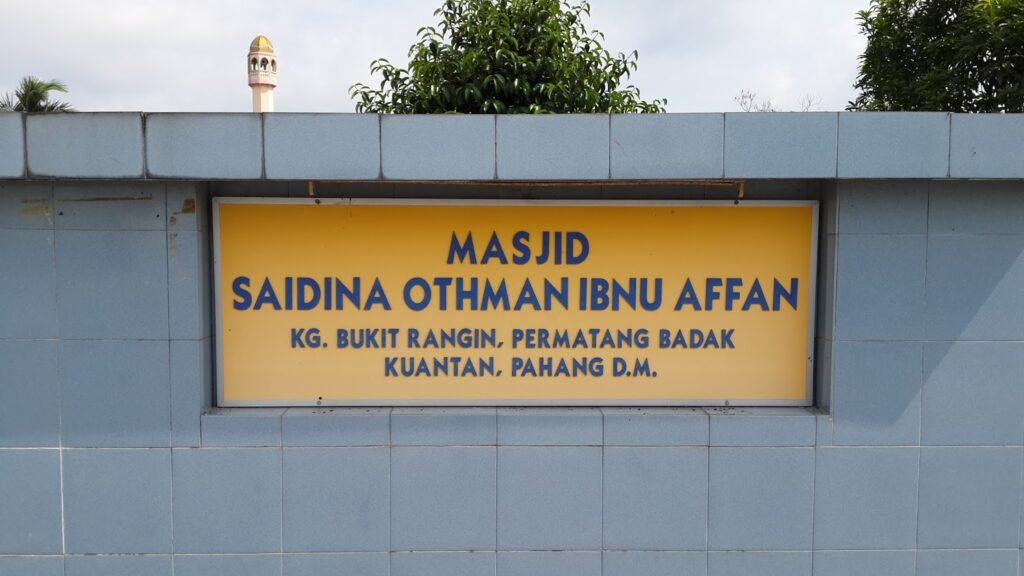 MASJID
SAIDINA OTHMAN IBNU AFFAN
KG. BUKIT RANGIN, PERMATANG BADAK
KUANTAN, PAHANG D.M.